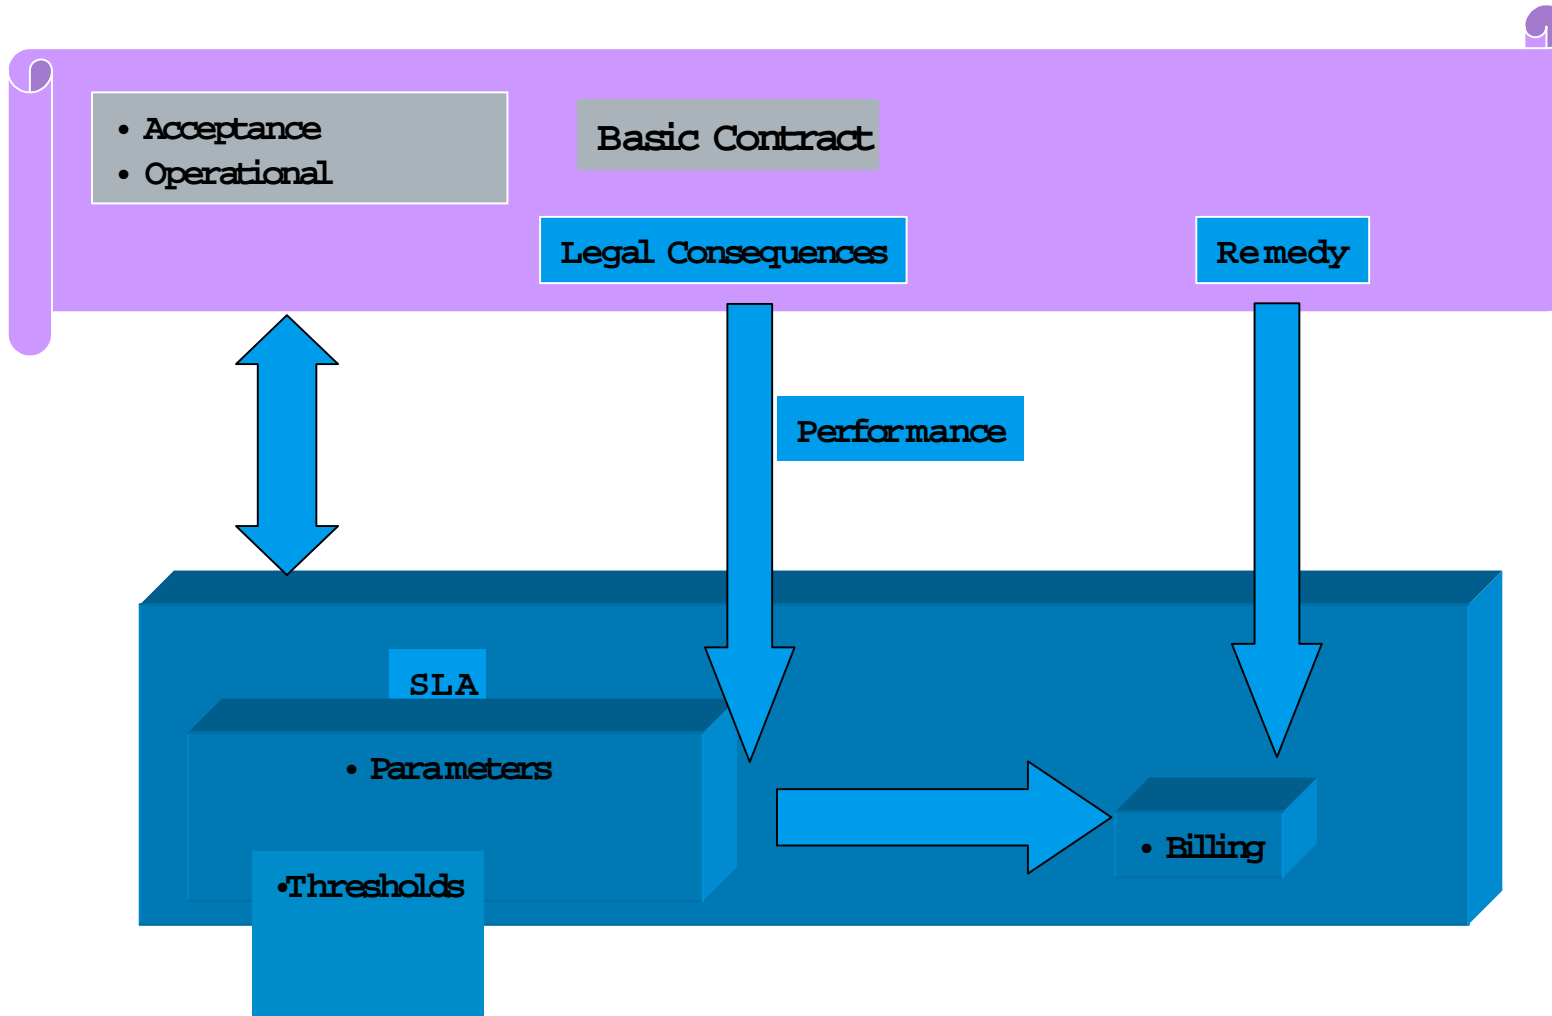 • Acceptance
• Operational
Basic Contract
Legal Consequences
Remedy
Performance
SLA
• Parameters
•Thresholds
• Billing